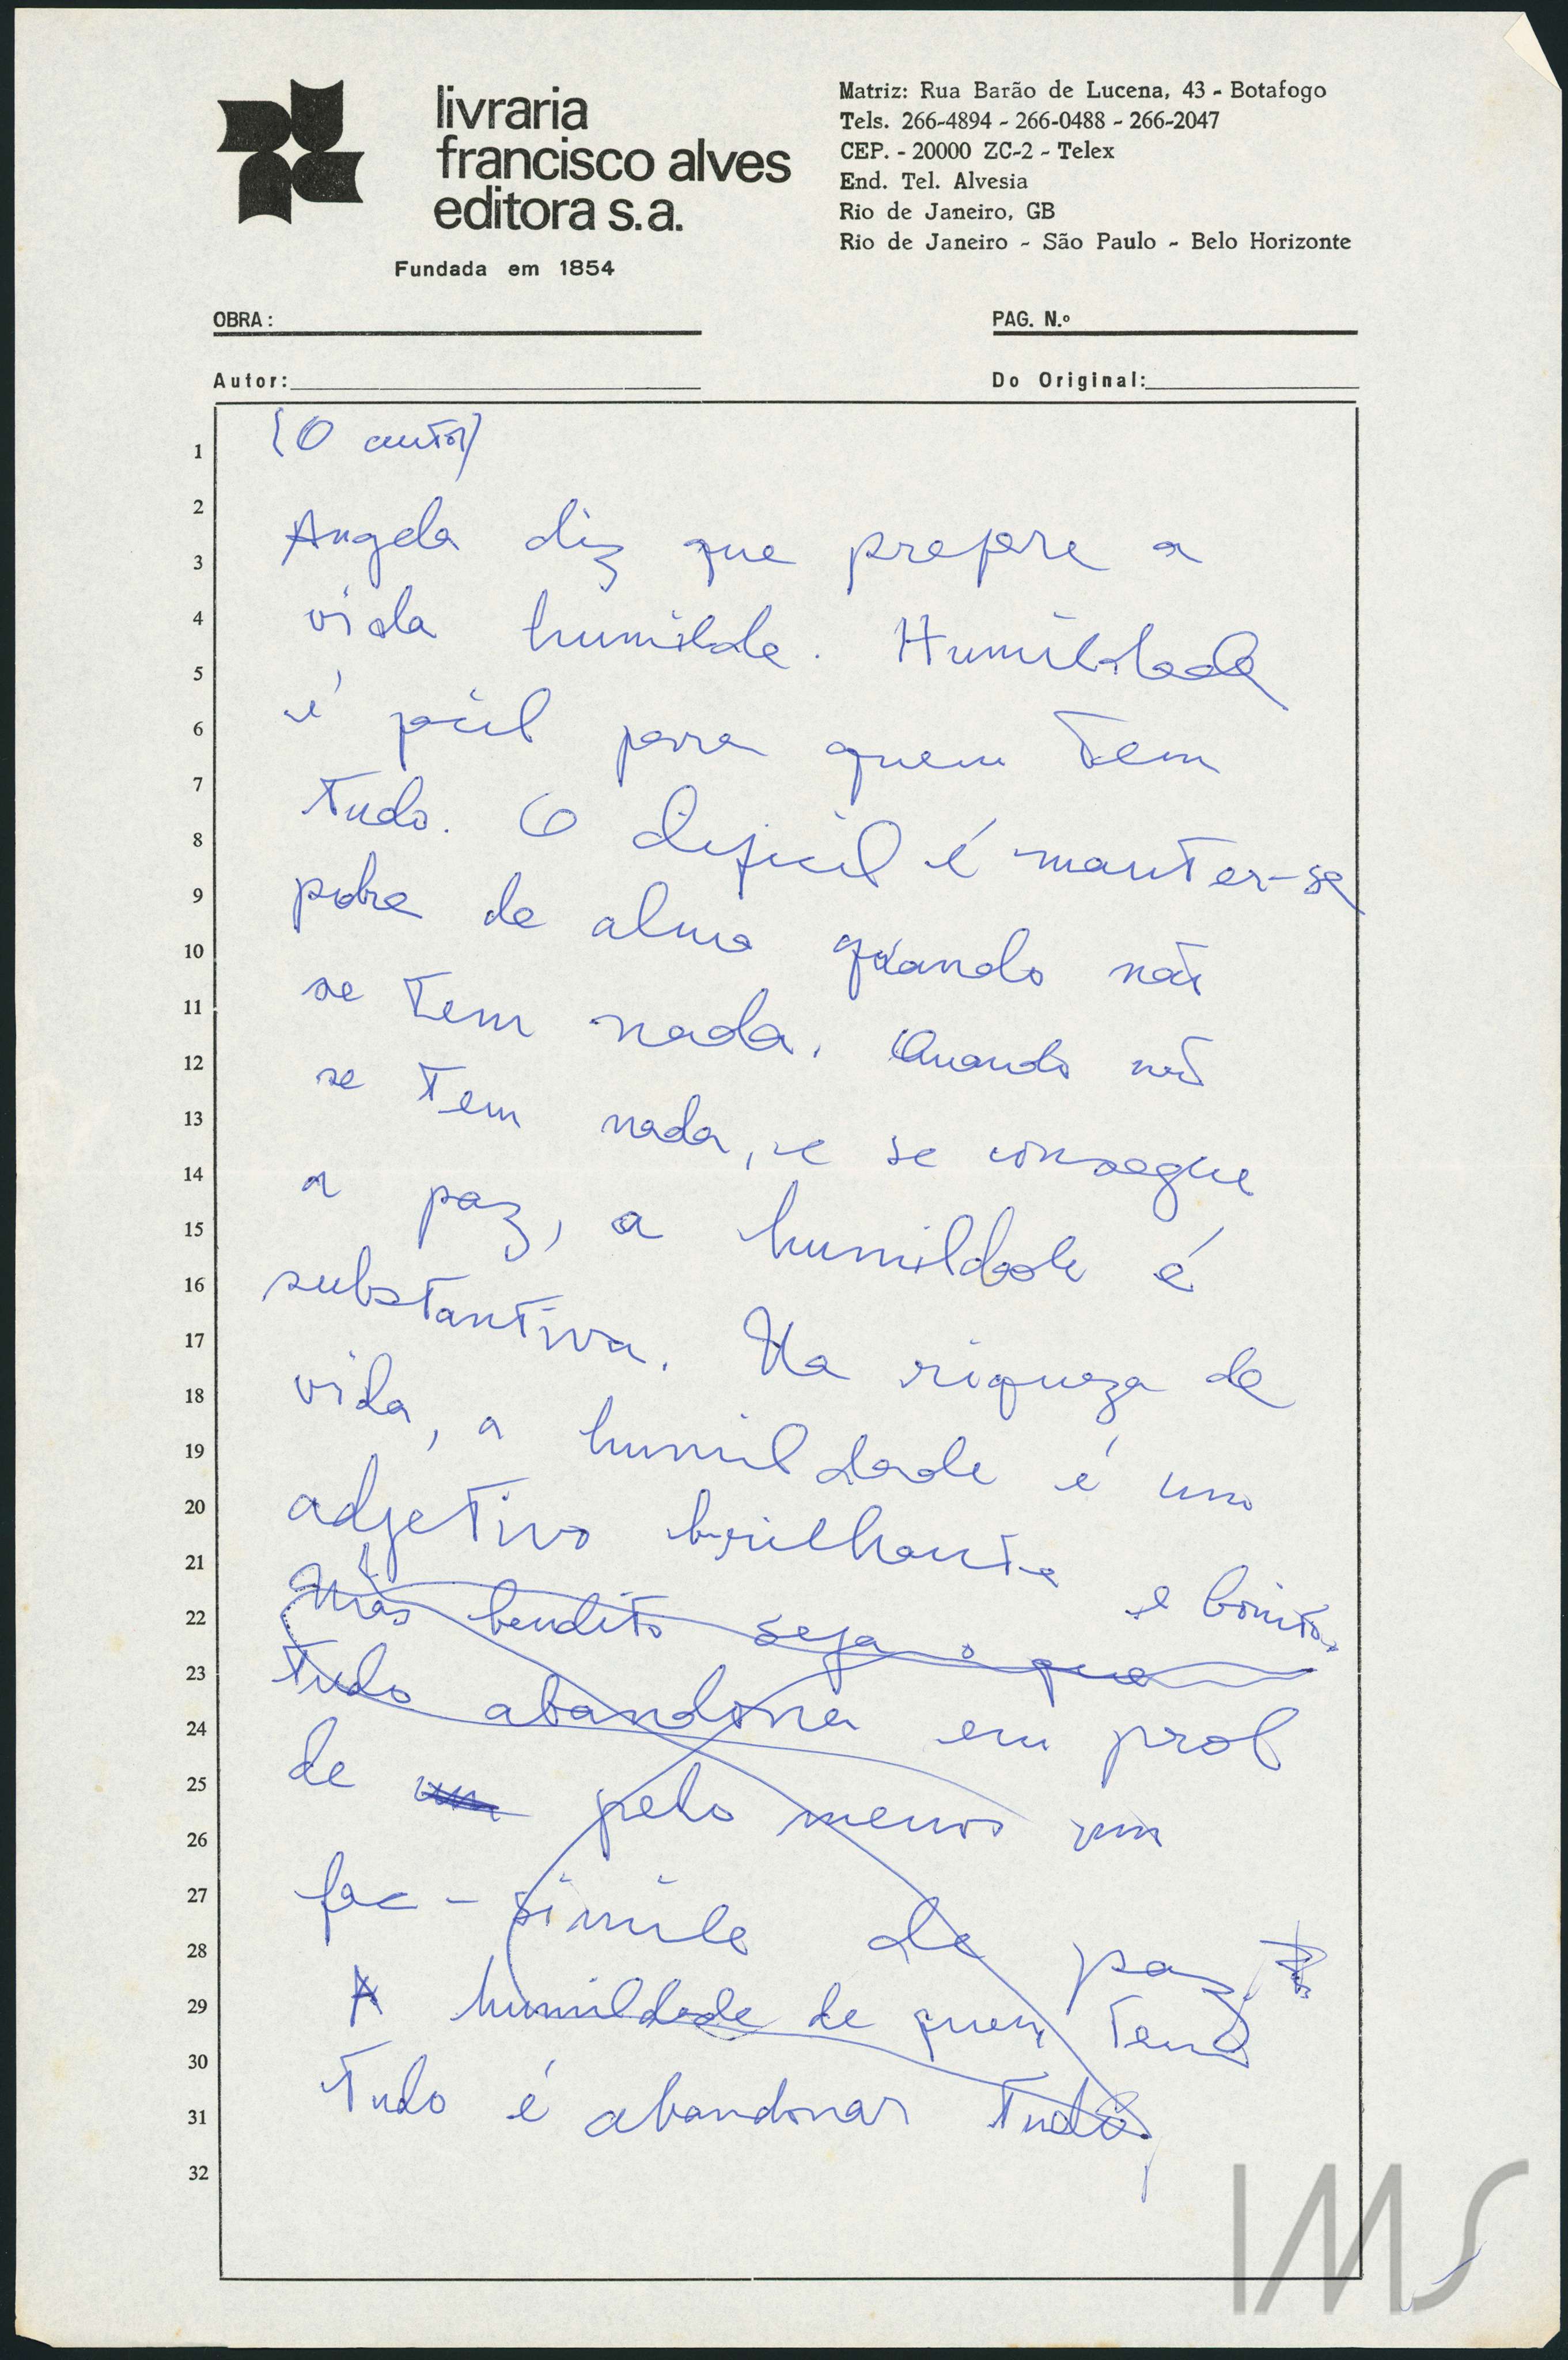 livraria
francisco alves
editora s.a.
Fundada em 1854
Matriz: Rua Barão de Lucena, 43 - Botafogo
Tels. 266-4894 - 266-0488 - 266-2047
CEP. - 20000 ZC-2 - Telex
End. Tel. Alvesia
Rio de Janeiro, GB
Rio de Janeiro - São Paulo - Belo Horizonte
OBRA:
PAG. N.º
Autor:
Do Original:
1
2
3
4
5
6
7
8
9
10
11
12
13
14
15
16
17
18
19
20
21
22
23
24
25
26
27
28
29
30
31
32
(O autor)
Angela diz que prefere a
vida humilde. Humildade
é fácil para quem tem
tudo. O dificil é manter-se
pobre de alma quando não
se tem nada. Quando não
se tem nada, e se consegue
a paz, a humildade é
substantiva. Na riqueza de
vida, a humildade é um
adjetivo brilhante e bonito.
Mas bendito seja o que
tudo abandona em prol
de um pelo menos um
fac-simile de paz.
A humildade de quem tem
tudo é abandonar tudo.
IMS